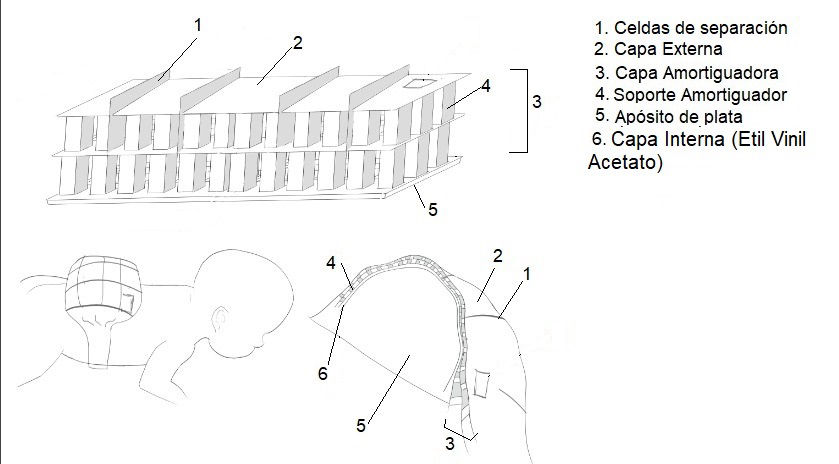 1
2
4
3
5
1. Celdas de separación
2. Capa Externa
3. Capa Amortiguadora
4. Soporte Amortiguador
5. Apósito de plata
6. Capa Interna (Etil Vinil
Acetato)
4
2
1
6
5
3